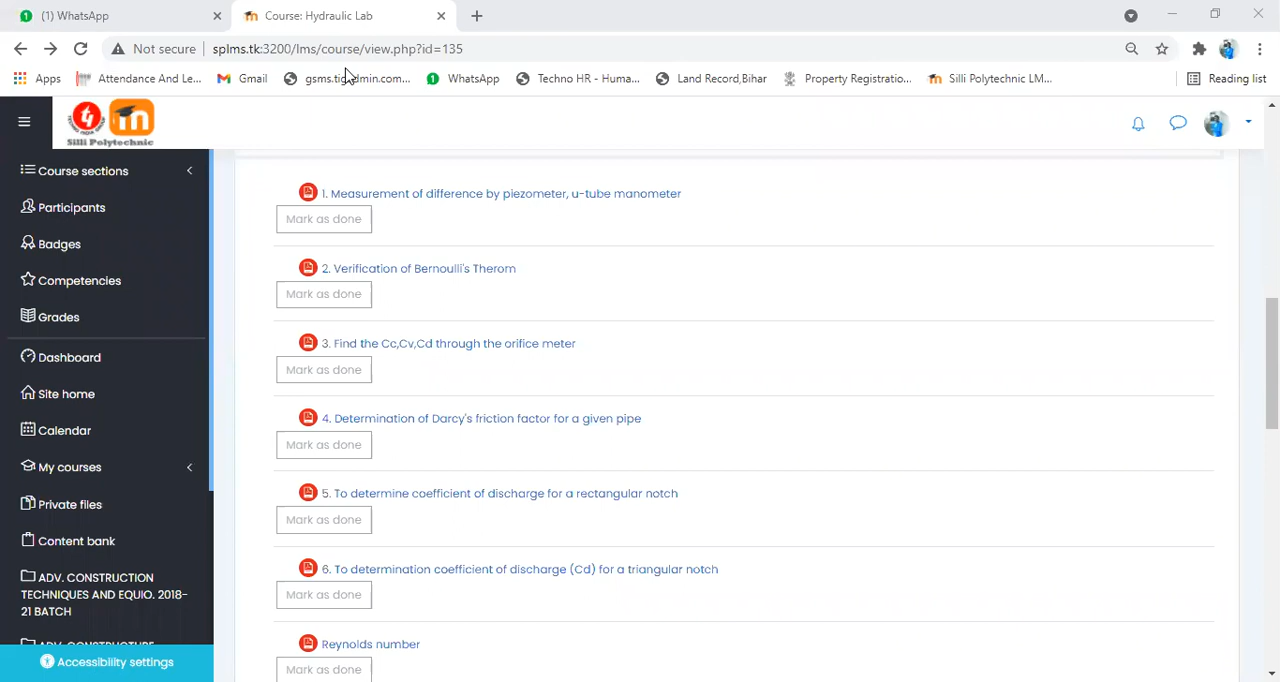 (1) WhatsApp
Course: Hydraulic Lab
Not secure
splms.tk:3200/lms/course/view.php?id=135
Apps
Attendance And Le...
Gmail
WhatsApp
Techno HR - Huma...
Land Record,Bihar
Property Registratio...
Silli Polytechnic LM...
Reading list
Silli Polytechnic
Course sections
Participants
Badges
Competencies
Grades
Dashboard
Site home
Calendar
My courses
Private files
Content bank
ADV. CONSTRUCTION
TECHNIQUES AND EQUIO. 2018-
21 BATCH
Accessibility settings
1. Measurement of difference by piezometer, u-tube manometer
Mark as done
2. Verification of Bernoulli's Therom
Mark as done
3. Find the Cc,Cv,Cd through the orifice meter
Mark as done
4. Determination of Darcy's friction factor for a given pipe
Mark as done
5. To determine coefficient of discharge for a rectangular notch
Mark as done
6. To determination coefficient of discharge (Cd) for a triangular notch
Mark as done
Reynolds number
Mark as done